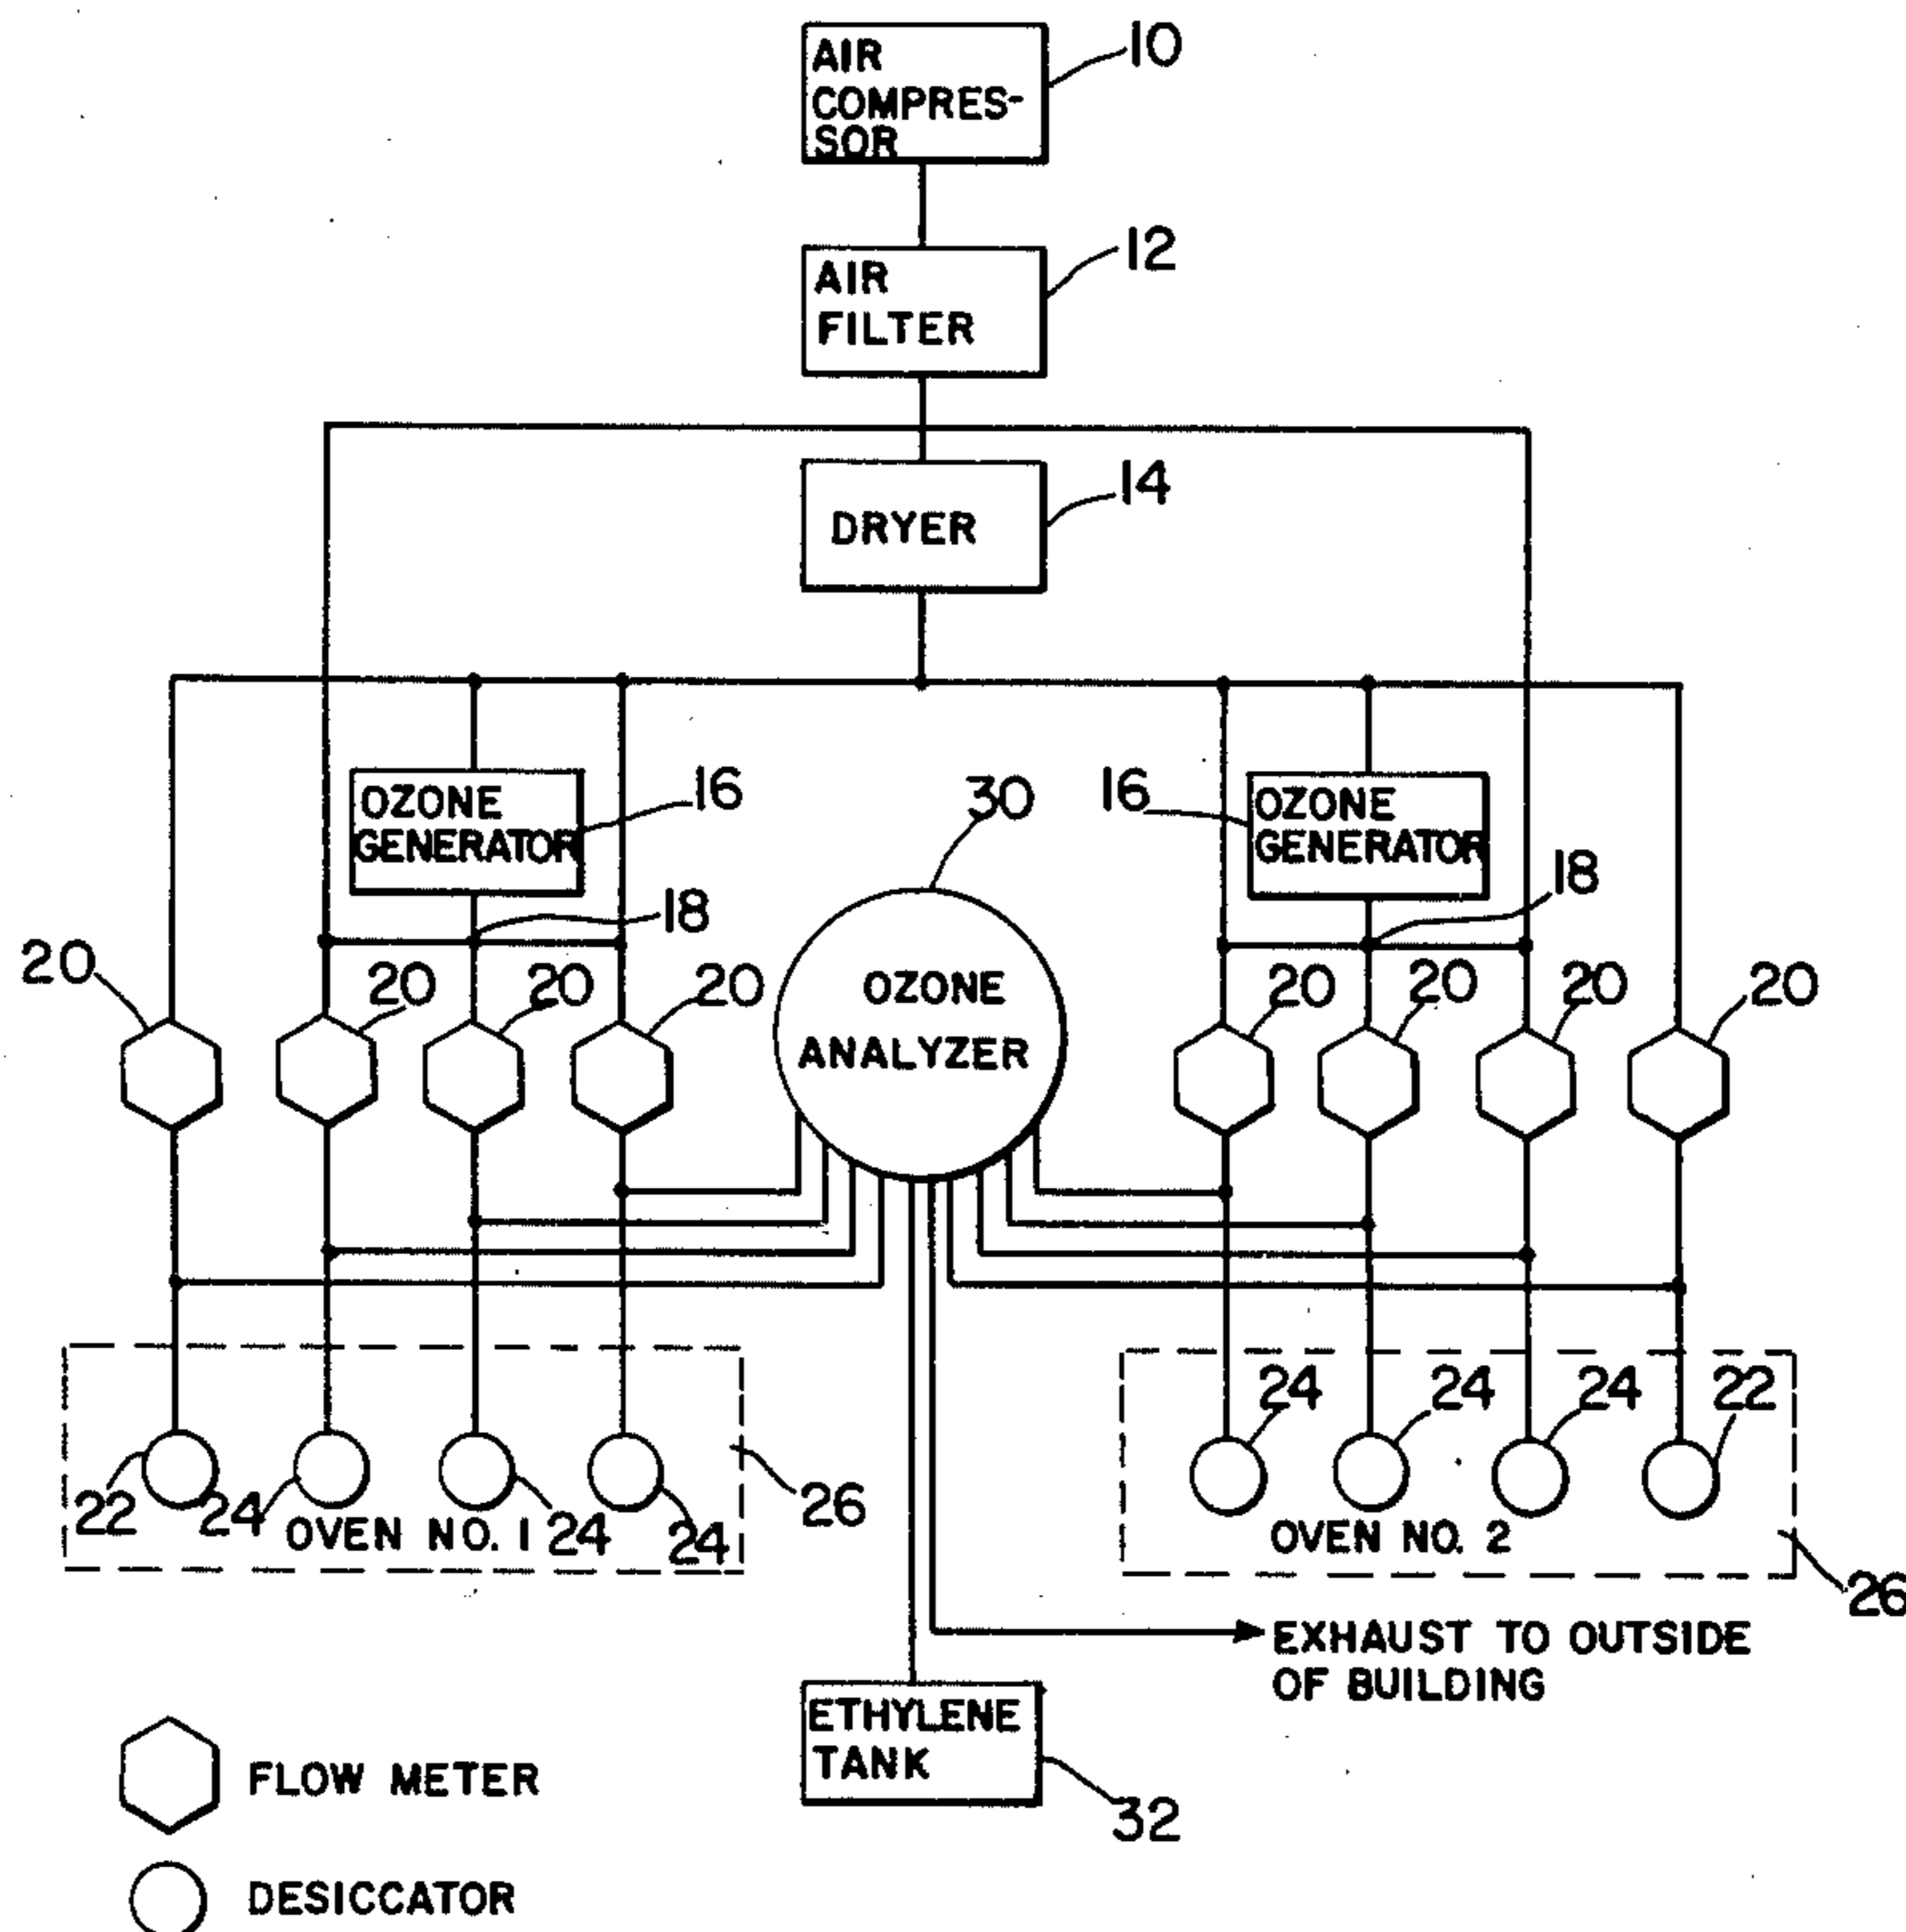 AIR
COMPRES-
SOR
10
AIR
FILTER
12
DRYER
14
OZONE
GENERATOR
16
30
16
OZONE
GENERATOR
18
18
OZONE
ANALYZER
20
20
20
20
20
20
20
20
24
24
24
22
22
24
OVEN NO. 1
24
24
26
OVEN NO. 2
26
EXHAUST TO OUTSIDE
OF BUILDING
ETHYLENE
TANK
32
FLOW METER
DESICCATOR